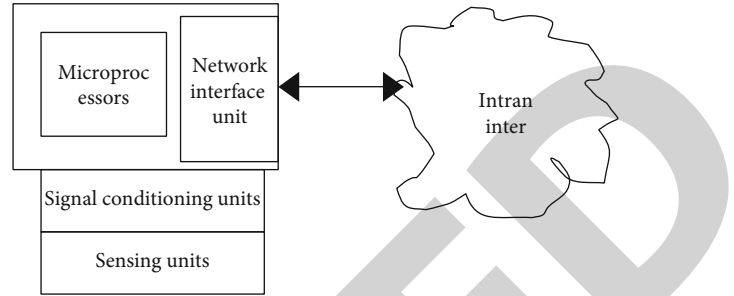 Microproc
essors
Network
interface
unit
Intran
inter
Signal conditioning units
Sensing units